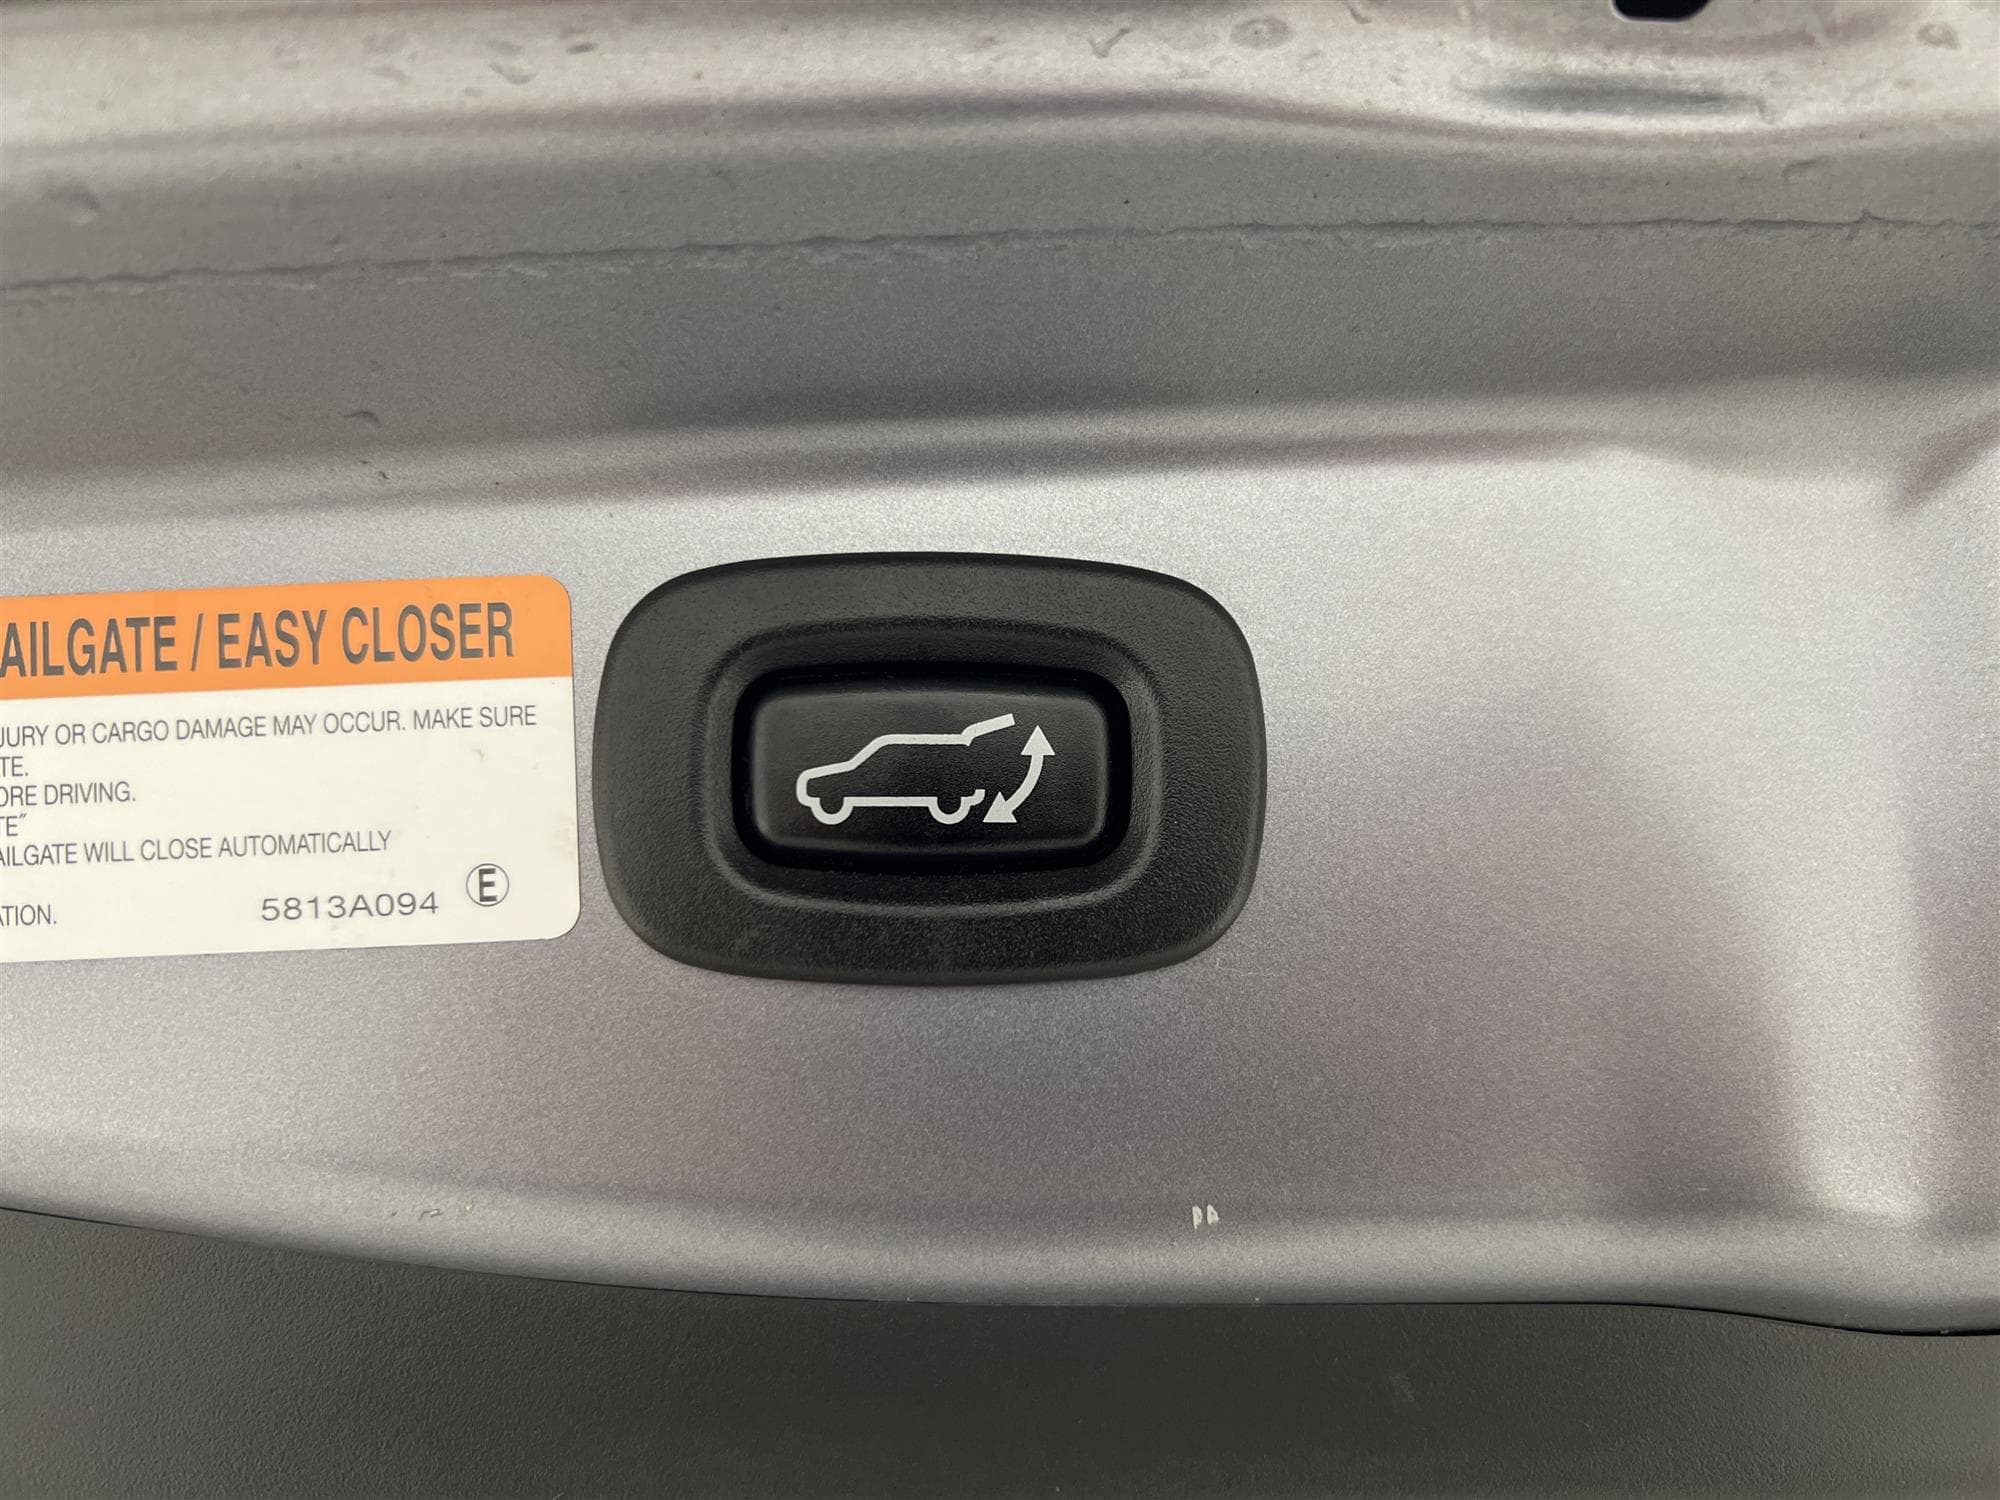 AILGATE / EASY CLOSER
JURY OR CARGO DAMAGE MAY OCCUR. MAKE SURE
TE.
ORE DRIVING.
TE"
AILGATE WILL CLOSE AUTOMATICALLY
ATION.
5813A094 E